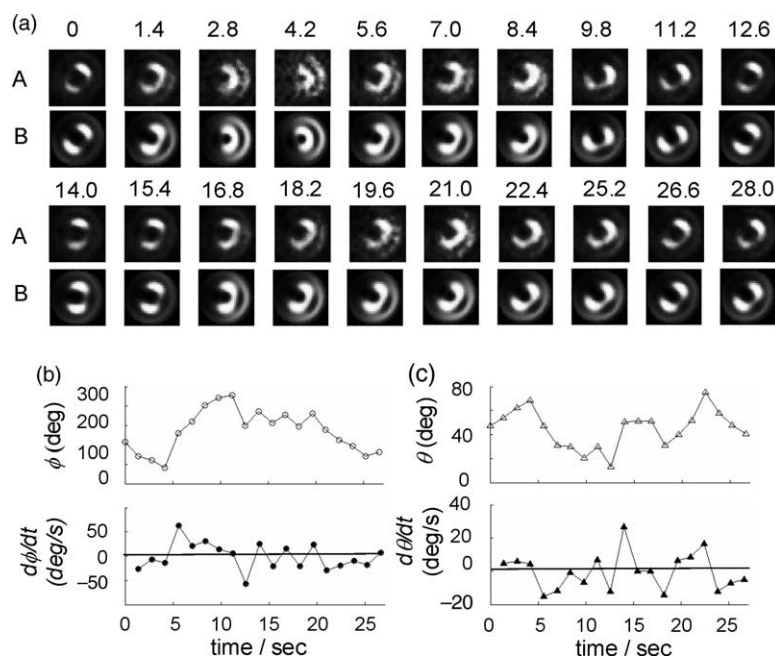 (a)
0 1.4 2.8 4.2 5.6 7.0 8.4 9.8 11.2 12.6
A
B
14.0 15.4 16.8 18.2 19.6 21.0 22.4 25.2 26.6 28.0
A
B
(b)
300
200
100
0
ϕ (deg)
50
0
−50
dϕ/dt
(deg/s)
0 5 10 15 20 25
time / sec
(c)
80
40
0
θ (deg)
40
20
0
−20
dθ/dt
(deg/s)
0 5 10 15 20 25
time / sec